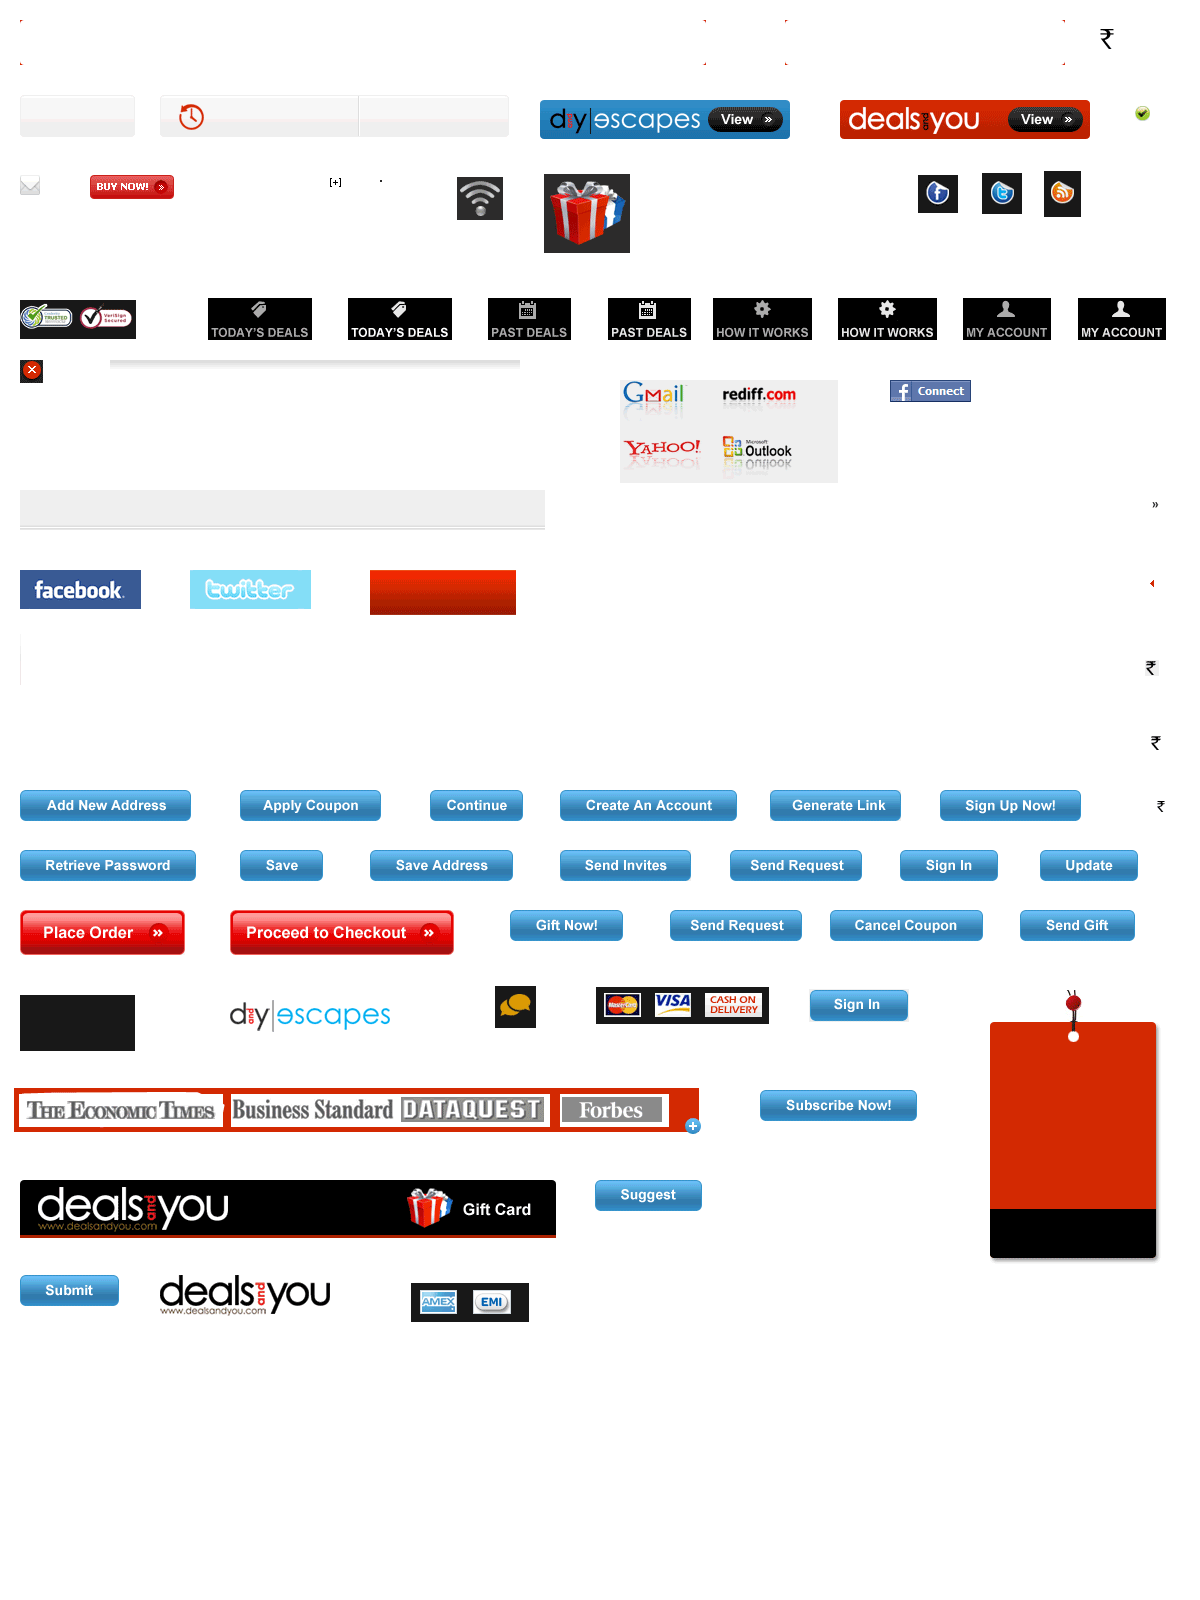 ₹
d and y|escapes View »
deals and you View »
BUY NOW! »
[+]
f t
TRUSTED VeriSign Secured
TODAY'S DEALS TODAY'S DEALS PAST DEALS PAST DEALS HOW IT WORKS HOW IT WORKS MY ACCOUNT MY ACCOUNT
GMail rediff.com
f Connect
YAHOO! Microsoft Outlook
»
facebook. twitter
₹
₹
Add New Address Apply Coupon Continue Create An Account Generate Link Sign Up Now! ₹
Retrieve Password Save Save Address Send Invites Send Request Sign In Update
Place Order » Proceed to Checkout » Gift Now! Send Request Cancel Coupon Send Gift
d and y|escapes MasterCard VISA CASH ON DELIVERY Sign In
THE ECONOMIC TIMES Business Standard DATAQUEST Forbes + Subscribe Now!
deals and you Gift Card Suggest
www.dealsandyou.com
Submit deals and you AMEX EMI
www.dealsandyou.com